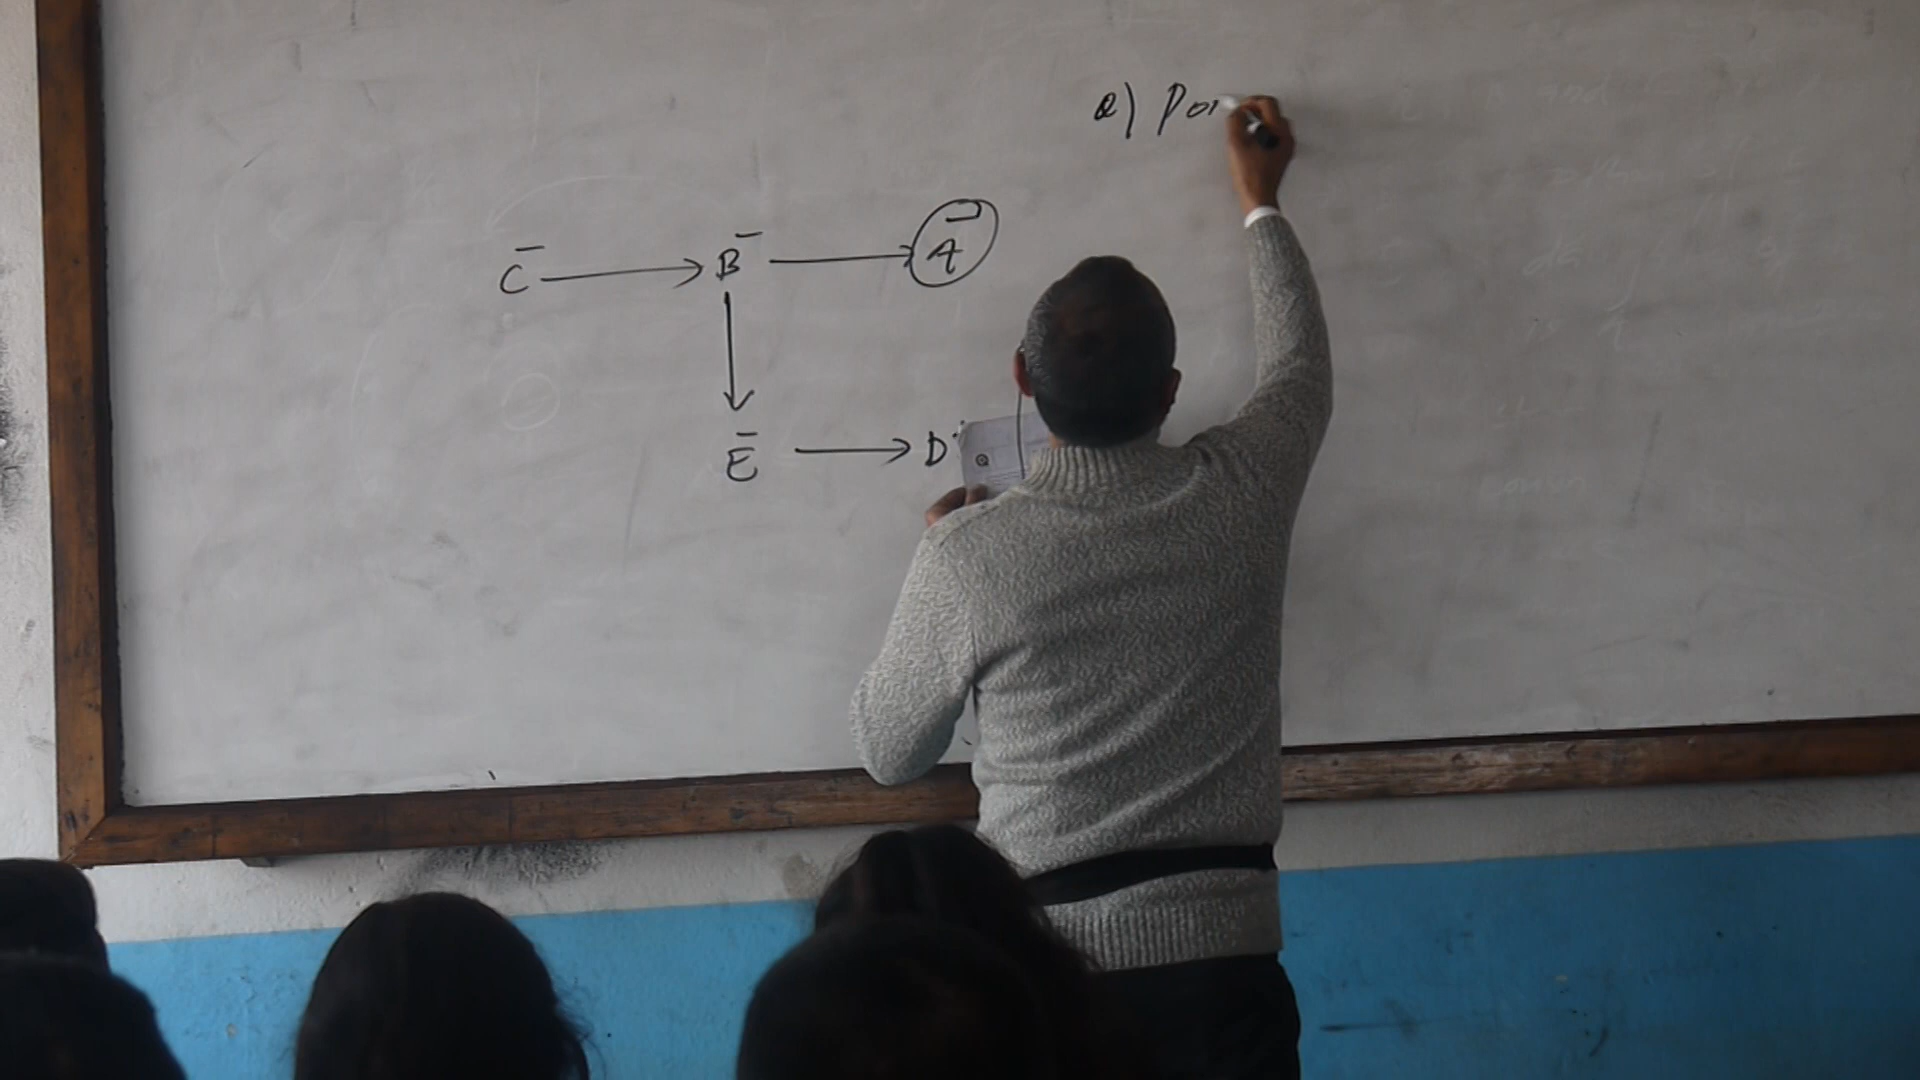 a) Por
C̄ → B̄ → Ā
↓
Ē → D